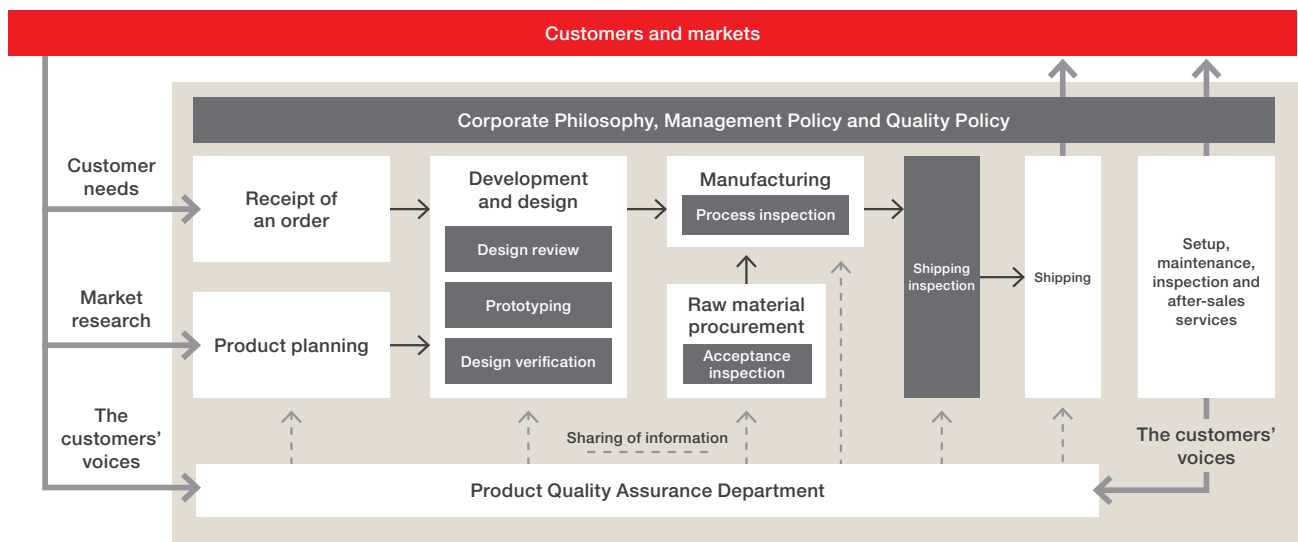 Customers and markets
Corporate Philosophy, Management Policy and Quality Policy
Customer
needs
Receipt of
an order
Development
and design
Design review
Prototyping
Design verification
Manufacturing
Process inspection
Raw material
procurement
Acceptance
inspection
Shipping
inspection
Shipping
Setup,
maintenance,
inspection and
after-sales
services
Market
research
Product planning
The
customers’
voices
Sharing of information
The customers’
voices
Product Quality Assurance Department